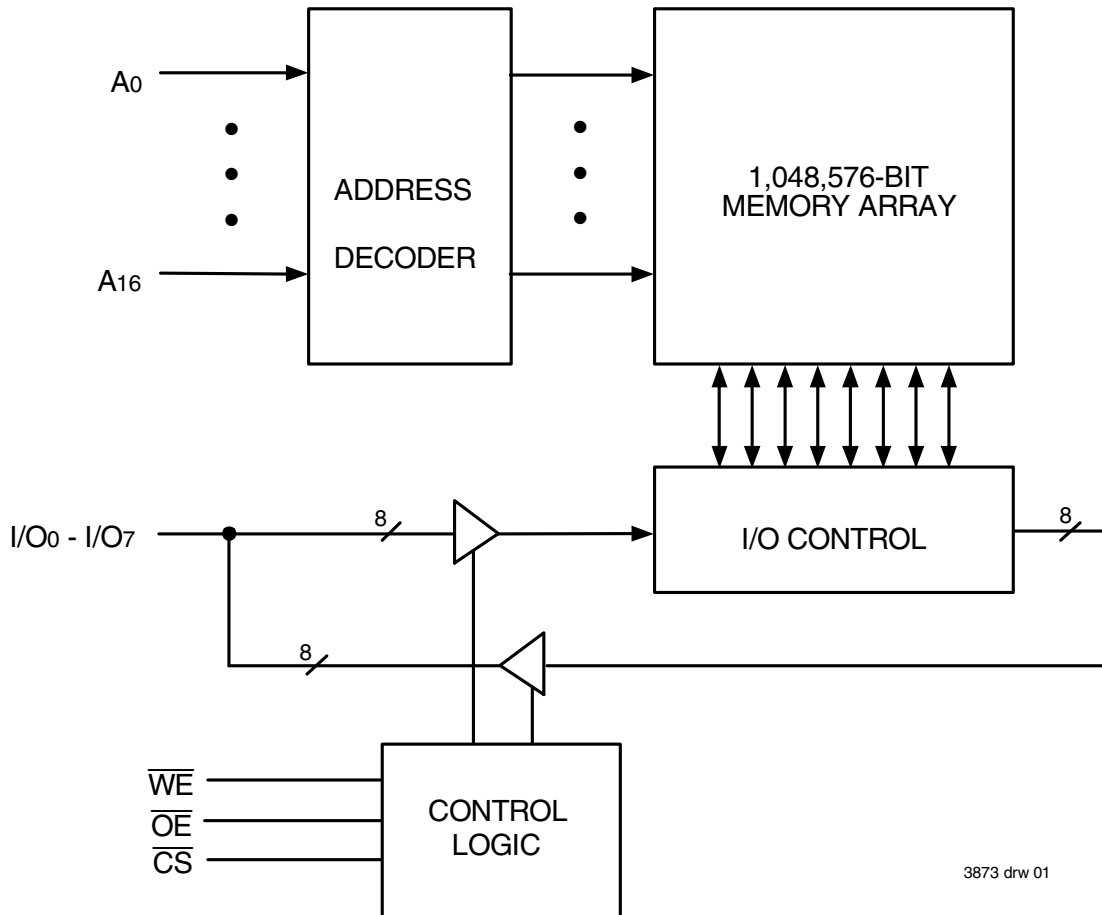 A0
A16
ADDRESS
DECODER
1,048,576-BIT
MEMORY ARRAY
I/O0 - I/O7
8
I/O CONTROL
8
8
WE
OE
CS
CONTROL
LOGIC
3873 drw 01